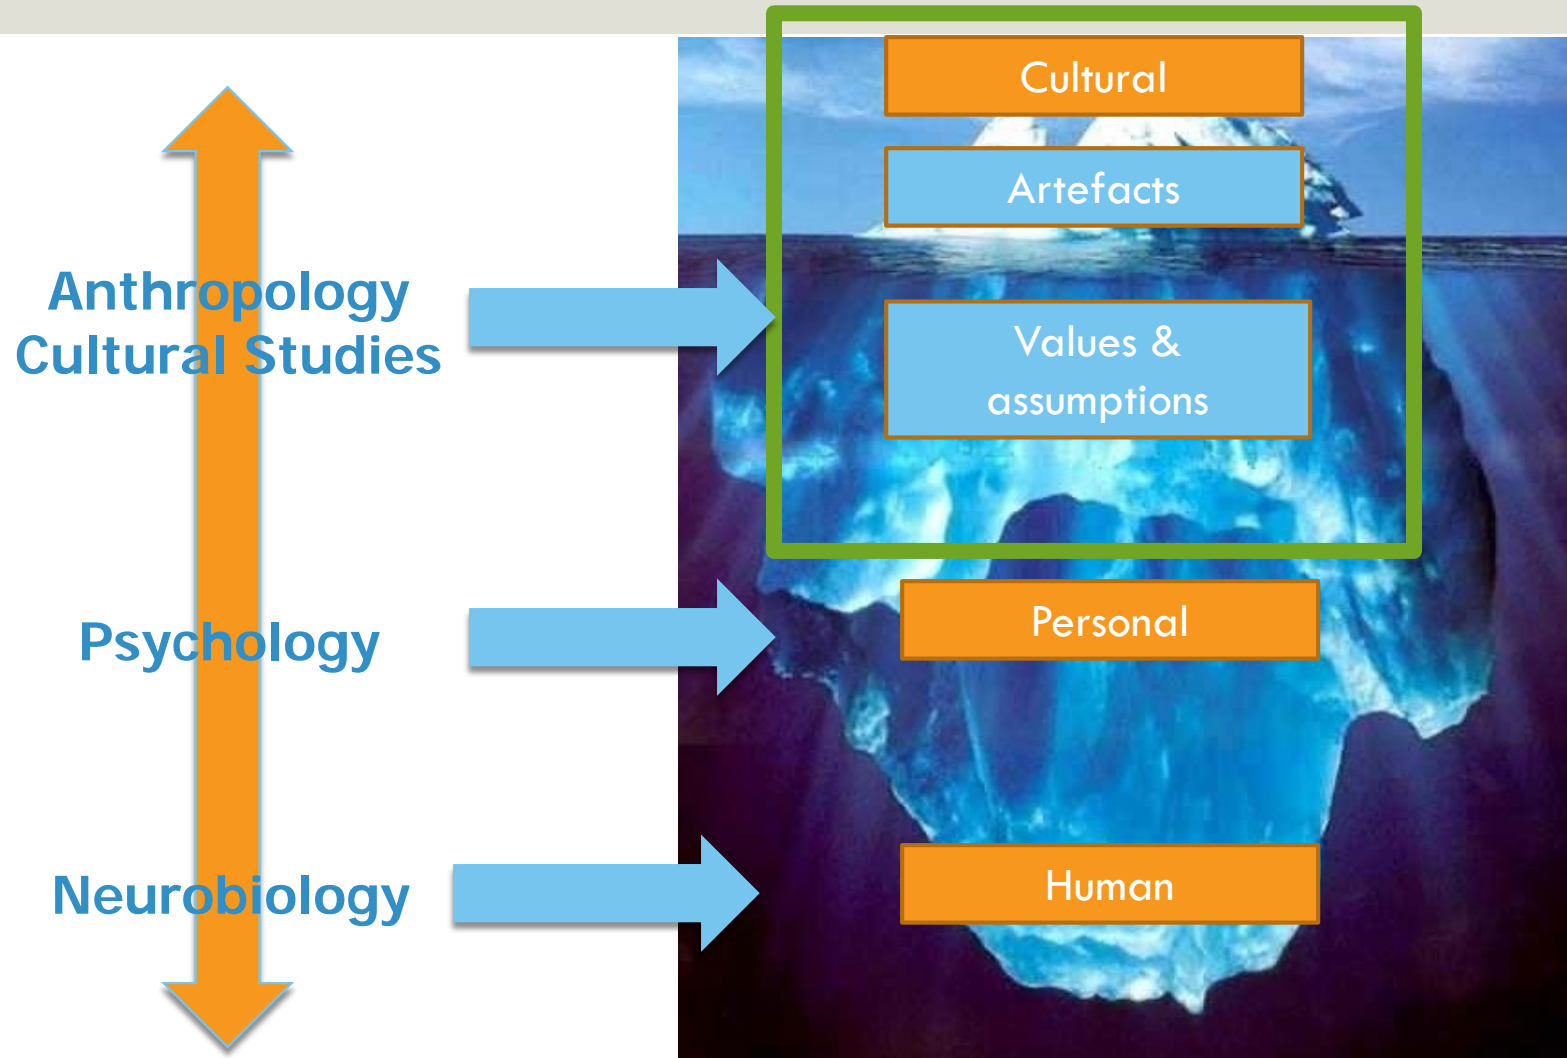 Cultural
Artefacts
Anthropology
Cultural Studies
Values &
assumptions
Psychology
Personal
Neurobiology
Human